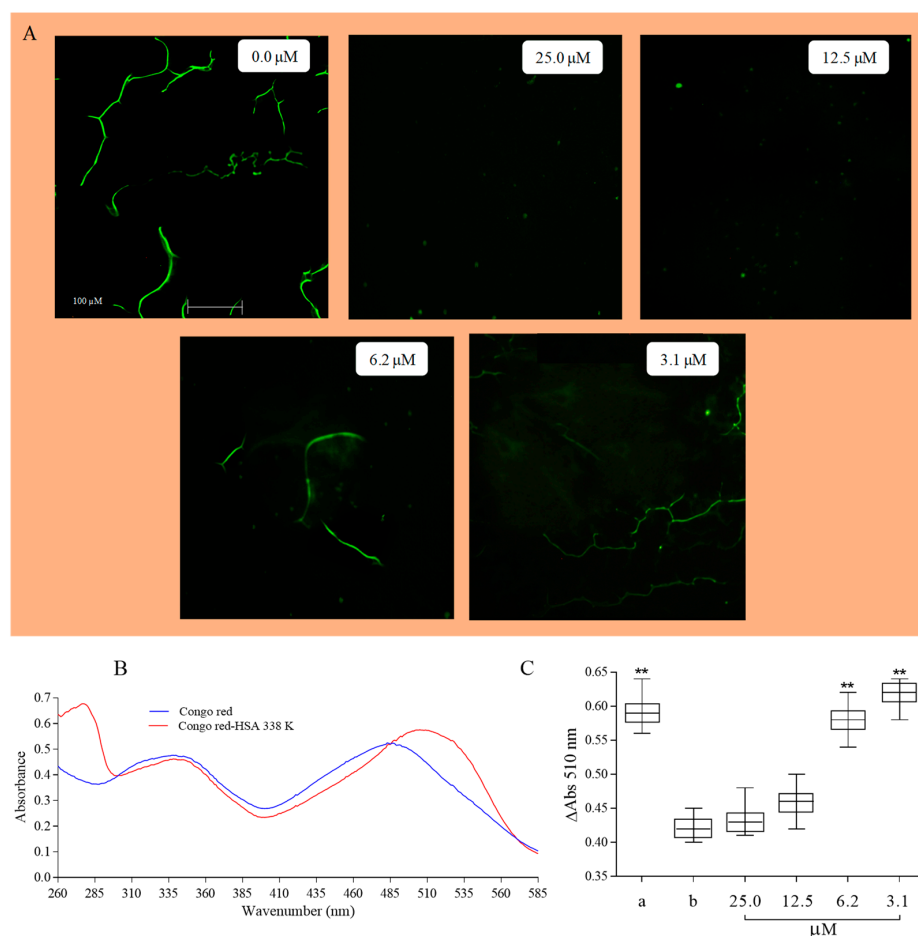 A
0.0 µM
25.0 µM
12.5 µM
100 µM
6.2 µM
3.1 µM
B
Congo red
Congo red-HSA 338 K
Absorbance
0.7
0.6
0.5
0.4
0.3
0.2
0.1
0.0
260 285 310 335 360 385 410 435 460 485 510 535 560 585
Wavenumber (nm)
C
ΔAbs 510 nm
0.65
0.60
0.55
0.50
0.45
0.40
0.35
** ** **
a b 25.0 12.5 6.2 3.1
µM